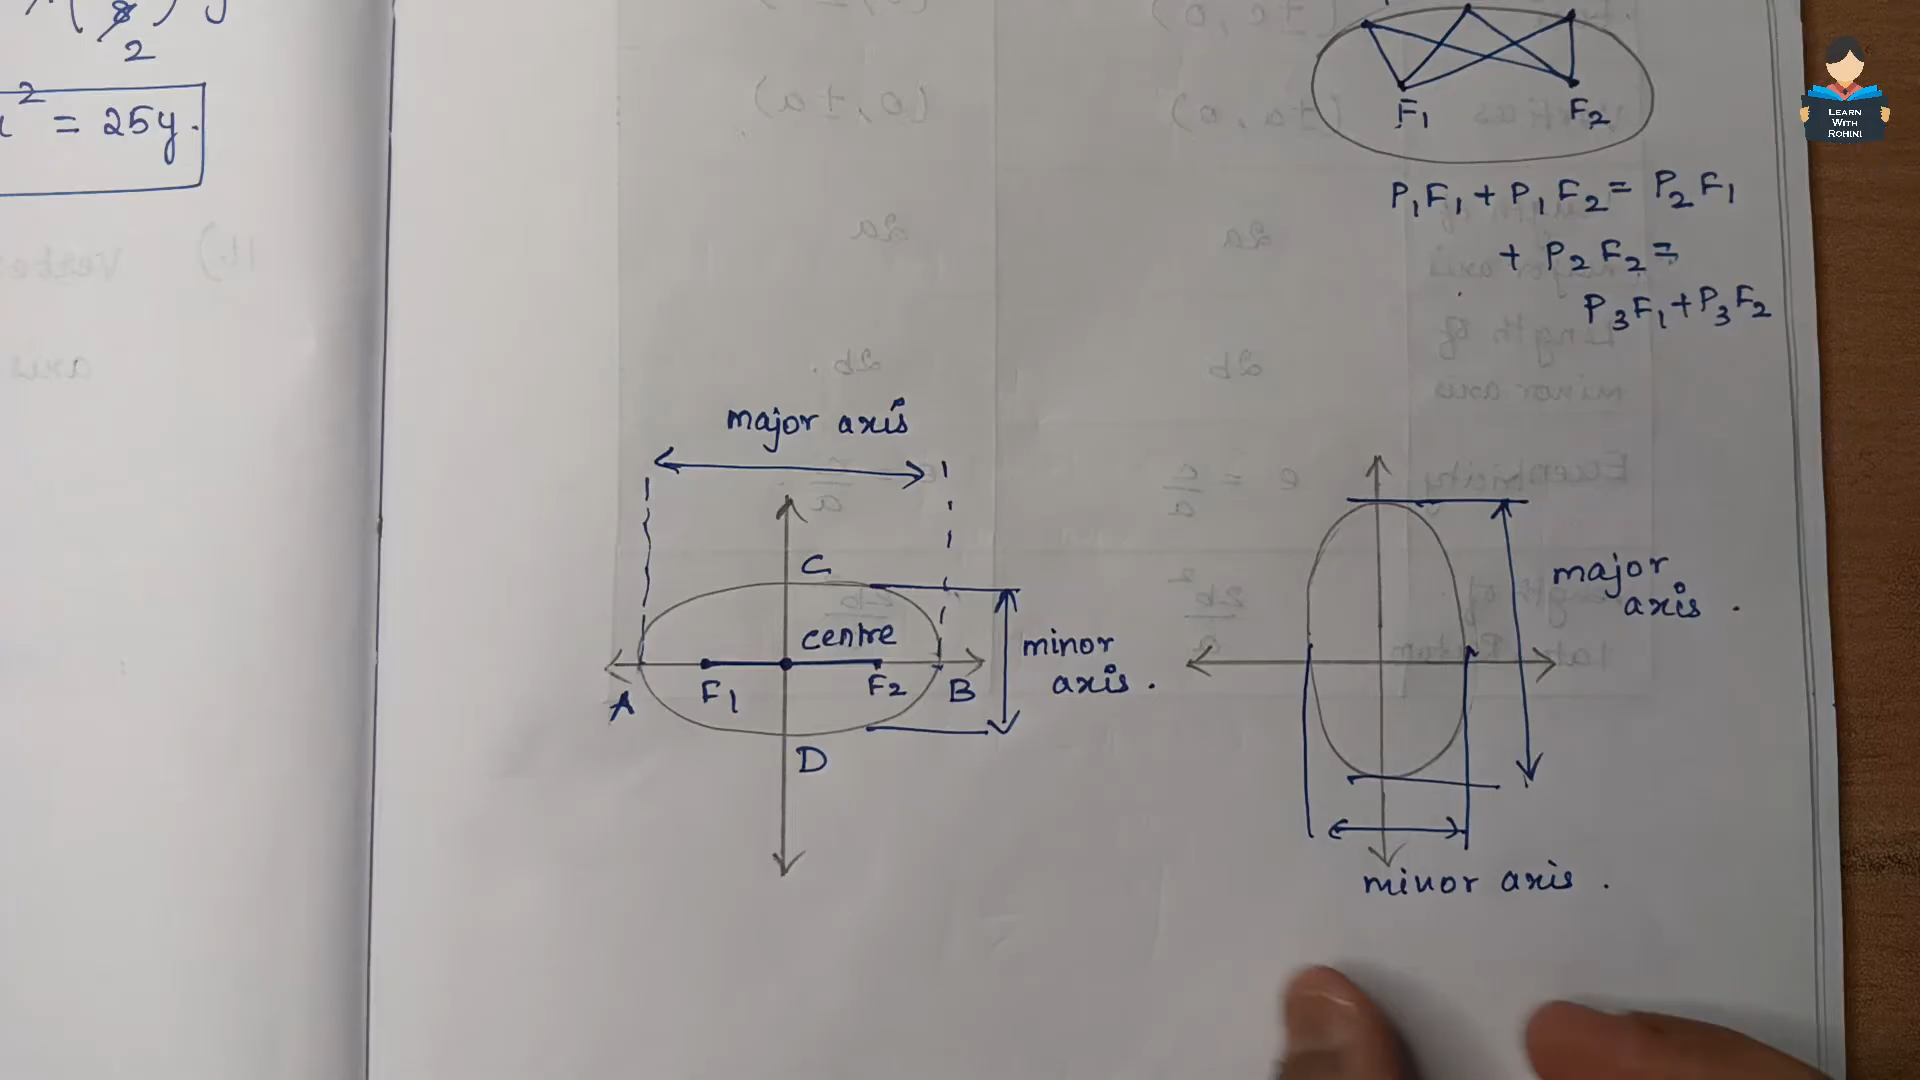 2
² = 25y.
F₁
F₂
P₁F₁ + P₁F₂ = P₂F₁
+ P₂F₂ =
P₃F₁ + P₃F₂
major axis
C
centre
A
F₁
F₂
B
D
minor
axis.
major
axis.
minor axis.
LEARN
WITH
ROHINI